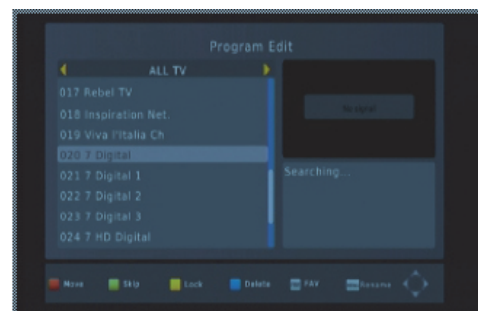 Program Edit
ALL TV
017 Rebel TV
018 Inspiration Net.
019 Viva l'Italia Ch
020 7 Digital
021 7 Digital 1
022 7 Digital 2
023 7 Digital 3
024 7 HD Digital
No signal
Searching...
Move Skip Lock Delete FAV Rename